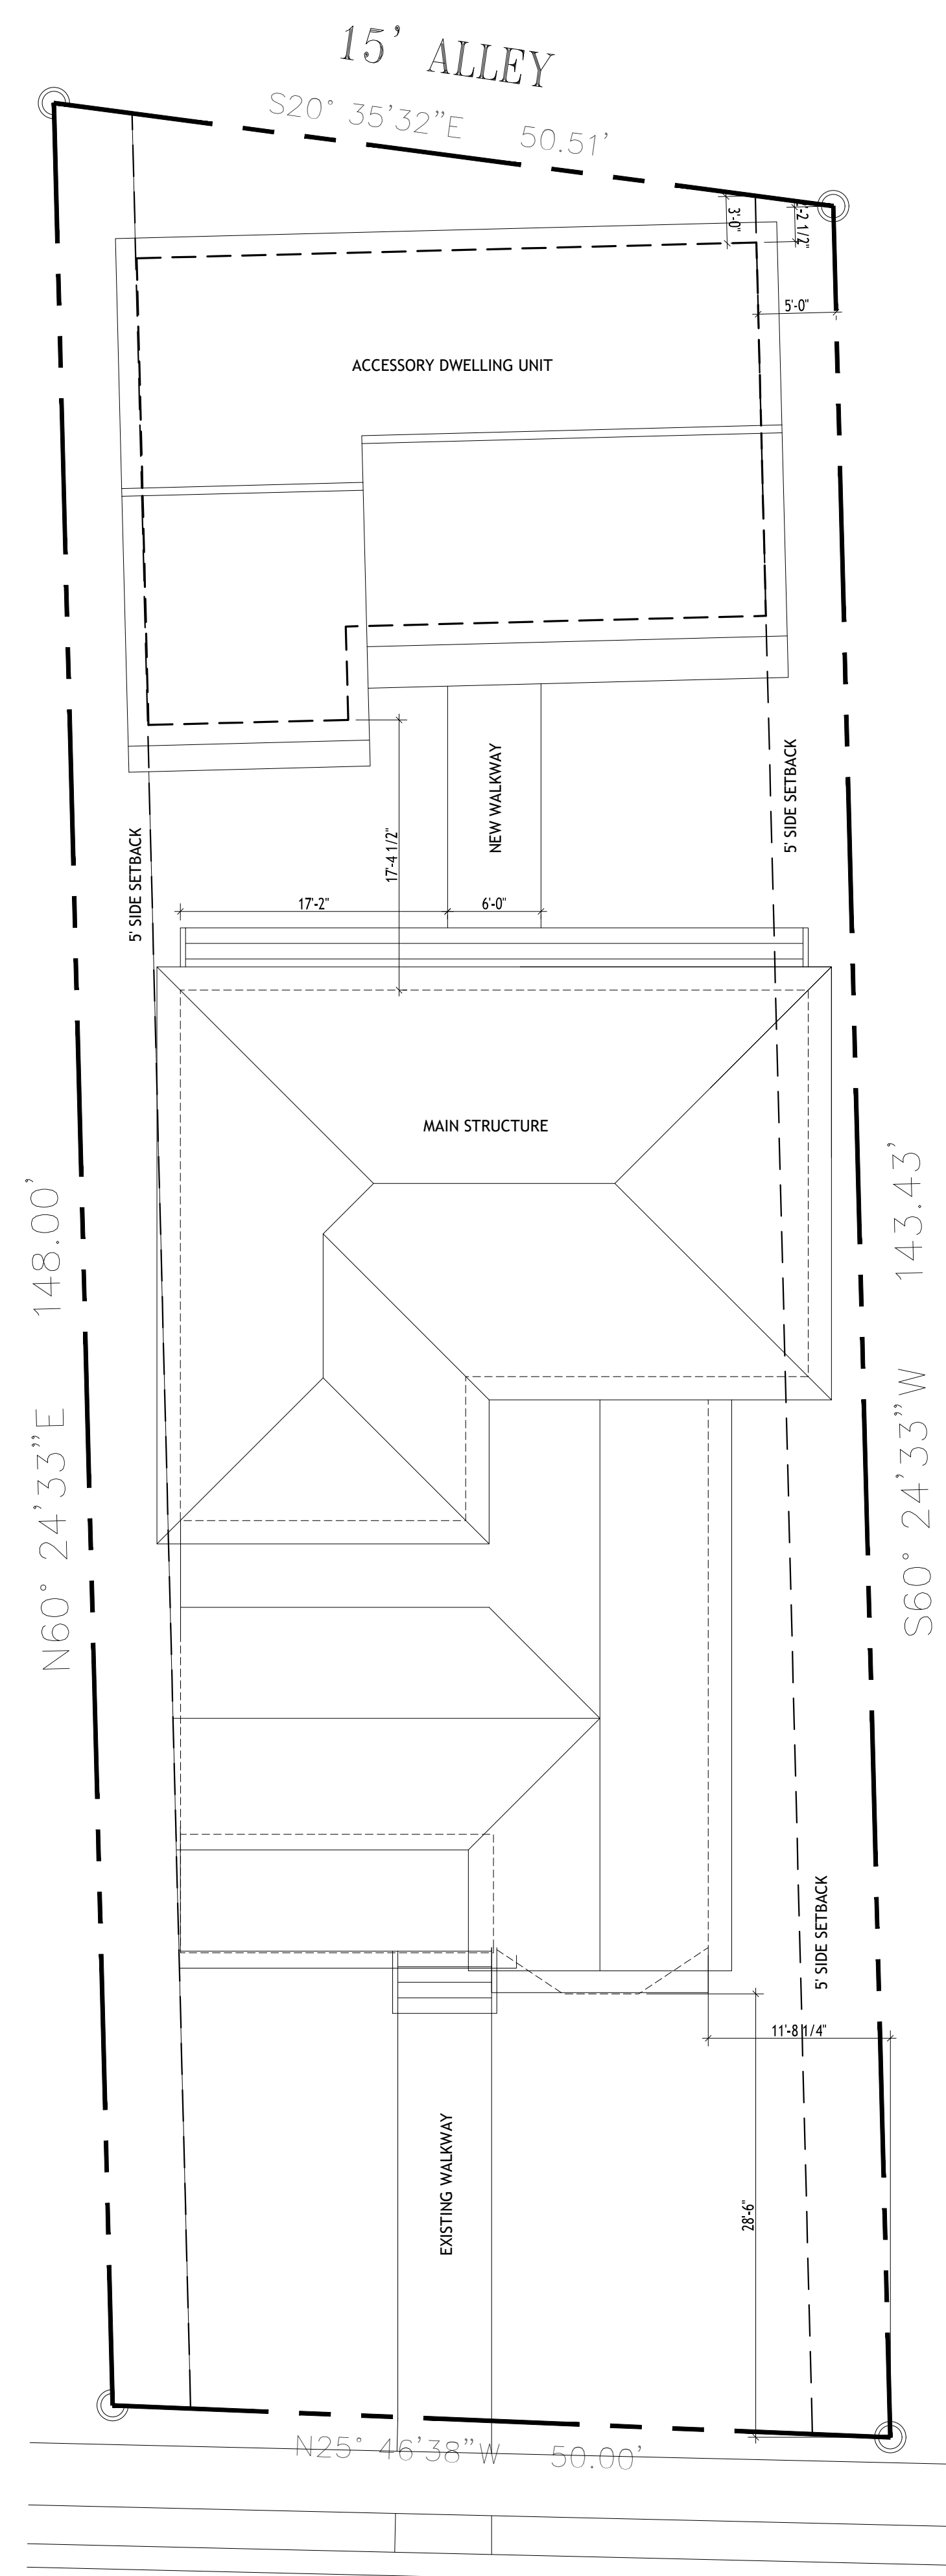 15' ALLEY
S20° 35'32"E 50.51'
3'-0"
5'-0"
ACCESSORY DWELLING UNIT
NEW WALKWAY
5' SIDE SETBACK
17'-4 1/2"
5' SIDE SETBACK
17'-2"
6'-0"
MAIN STRUCTURE
N60° 24'33"E 148.00'
S60° 24'33"W 143.43'
5' SIDE SETBACK
11'-8 1/4"
EXISTING WALKWAY
28'-6"
N25° 46'38"W 50.00'